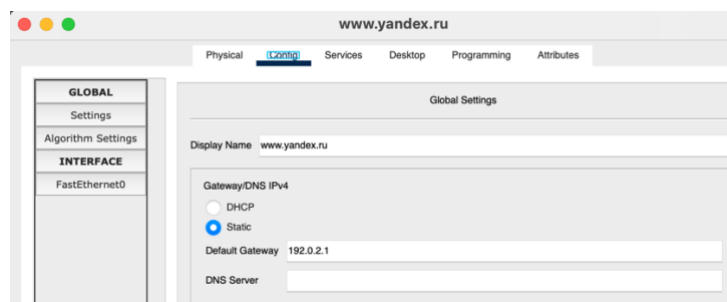 www.yandex.ru
Physical Config Services Desktop Programming Attributes
GLOBAL
Settings
Algorithm Settings
INTERFACE
FastEthernet0
Global Settings
Display Name www.yandex.ru
Gateway/DNS IPv4
DHCP
Static
Default Gateway 192.0.2.1
DNS Server